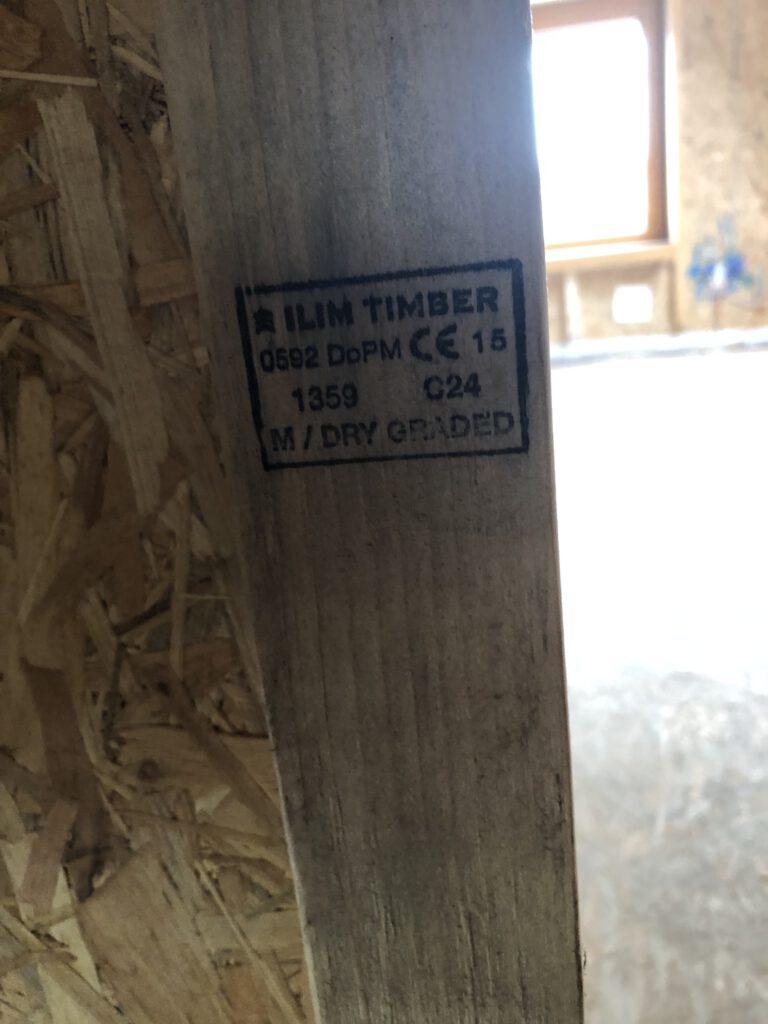 ILIM TIMBER
0592 DoPM CE 15
1359 C24
M / DRY GRADED